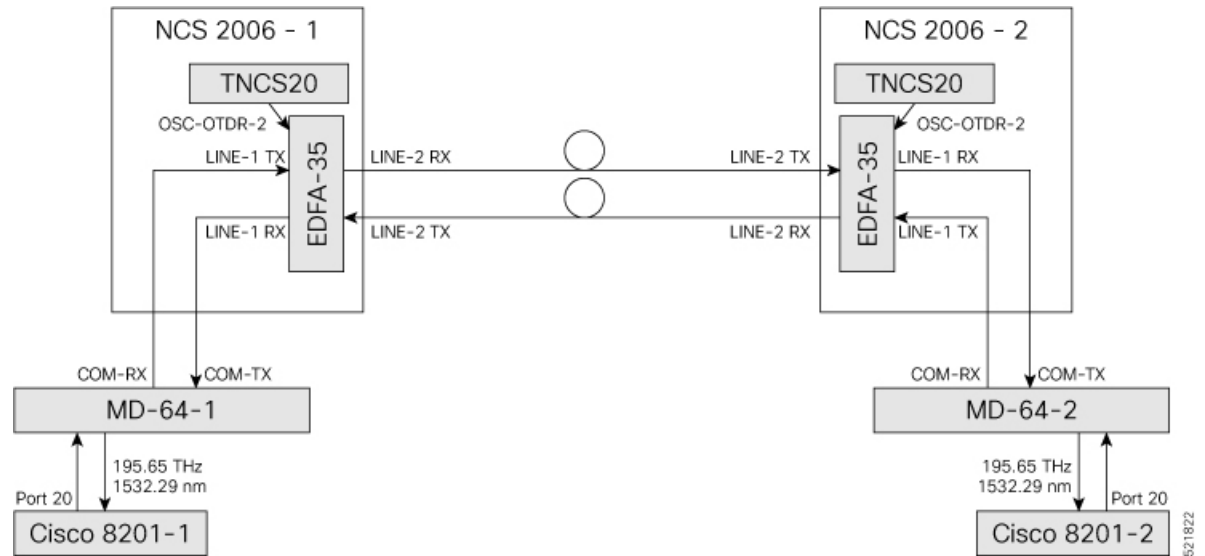 NCS 2006 - 1
NCS 2006 - 2
TNCS20
TNCS20
OSC-OTDR-2
OSC-OTDR-2
LINE-1 TX
LINE-2 RX
LINE-2 TX
LINE-1 RX
EDFA-35
EDFA-35
LINE-1 RX
LINE-2 TX
LINE-2 RX
LINE-1 TX
COM-RX
COM-TX
COM-RX
COM-TX
MD-64-1
MD-64-2
195.65 THz
1532.29 nm
195.65 THz
1532.29 nm
Port 20
Port 20
Cisco 8201-1
Cisco 8201-2
521822